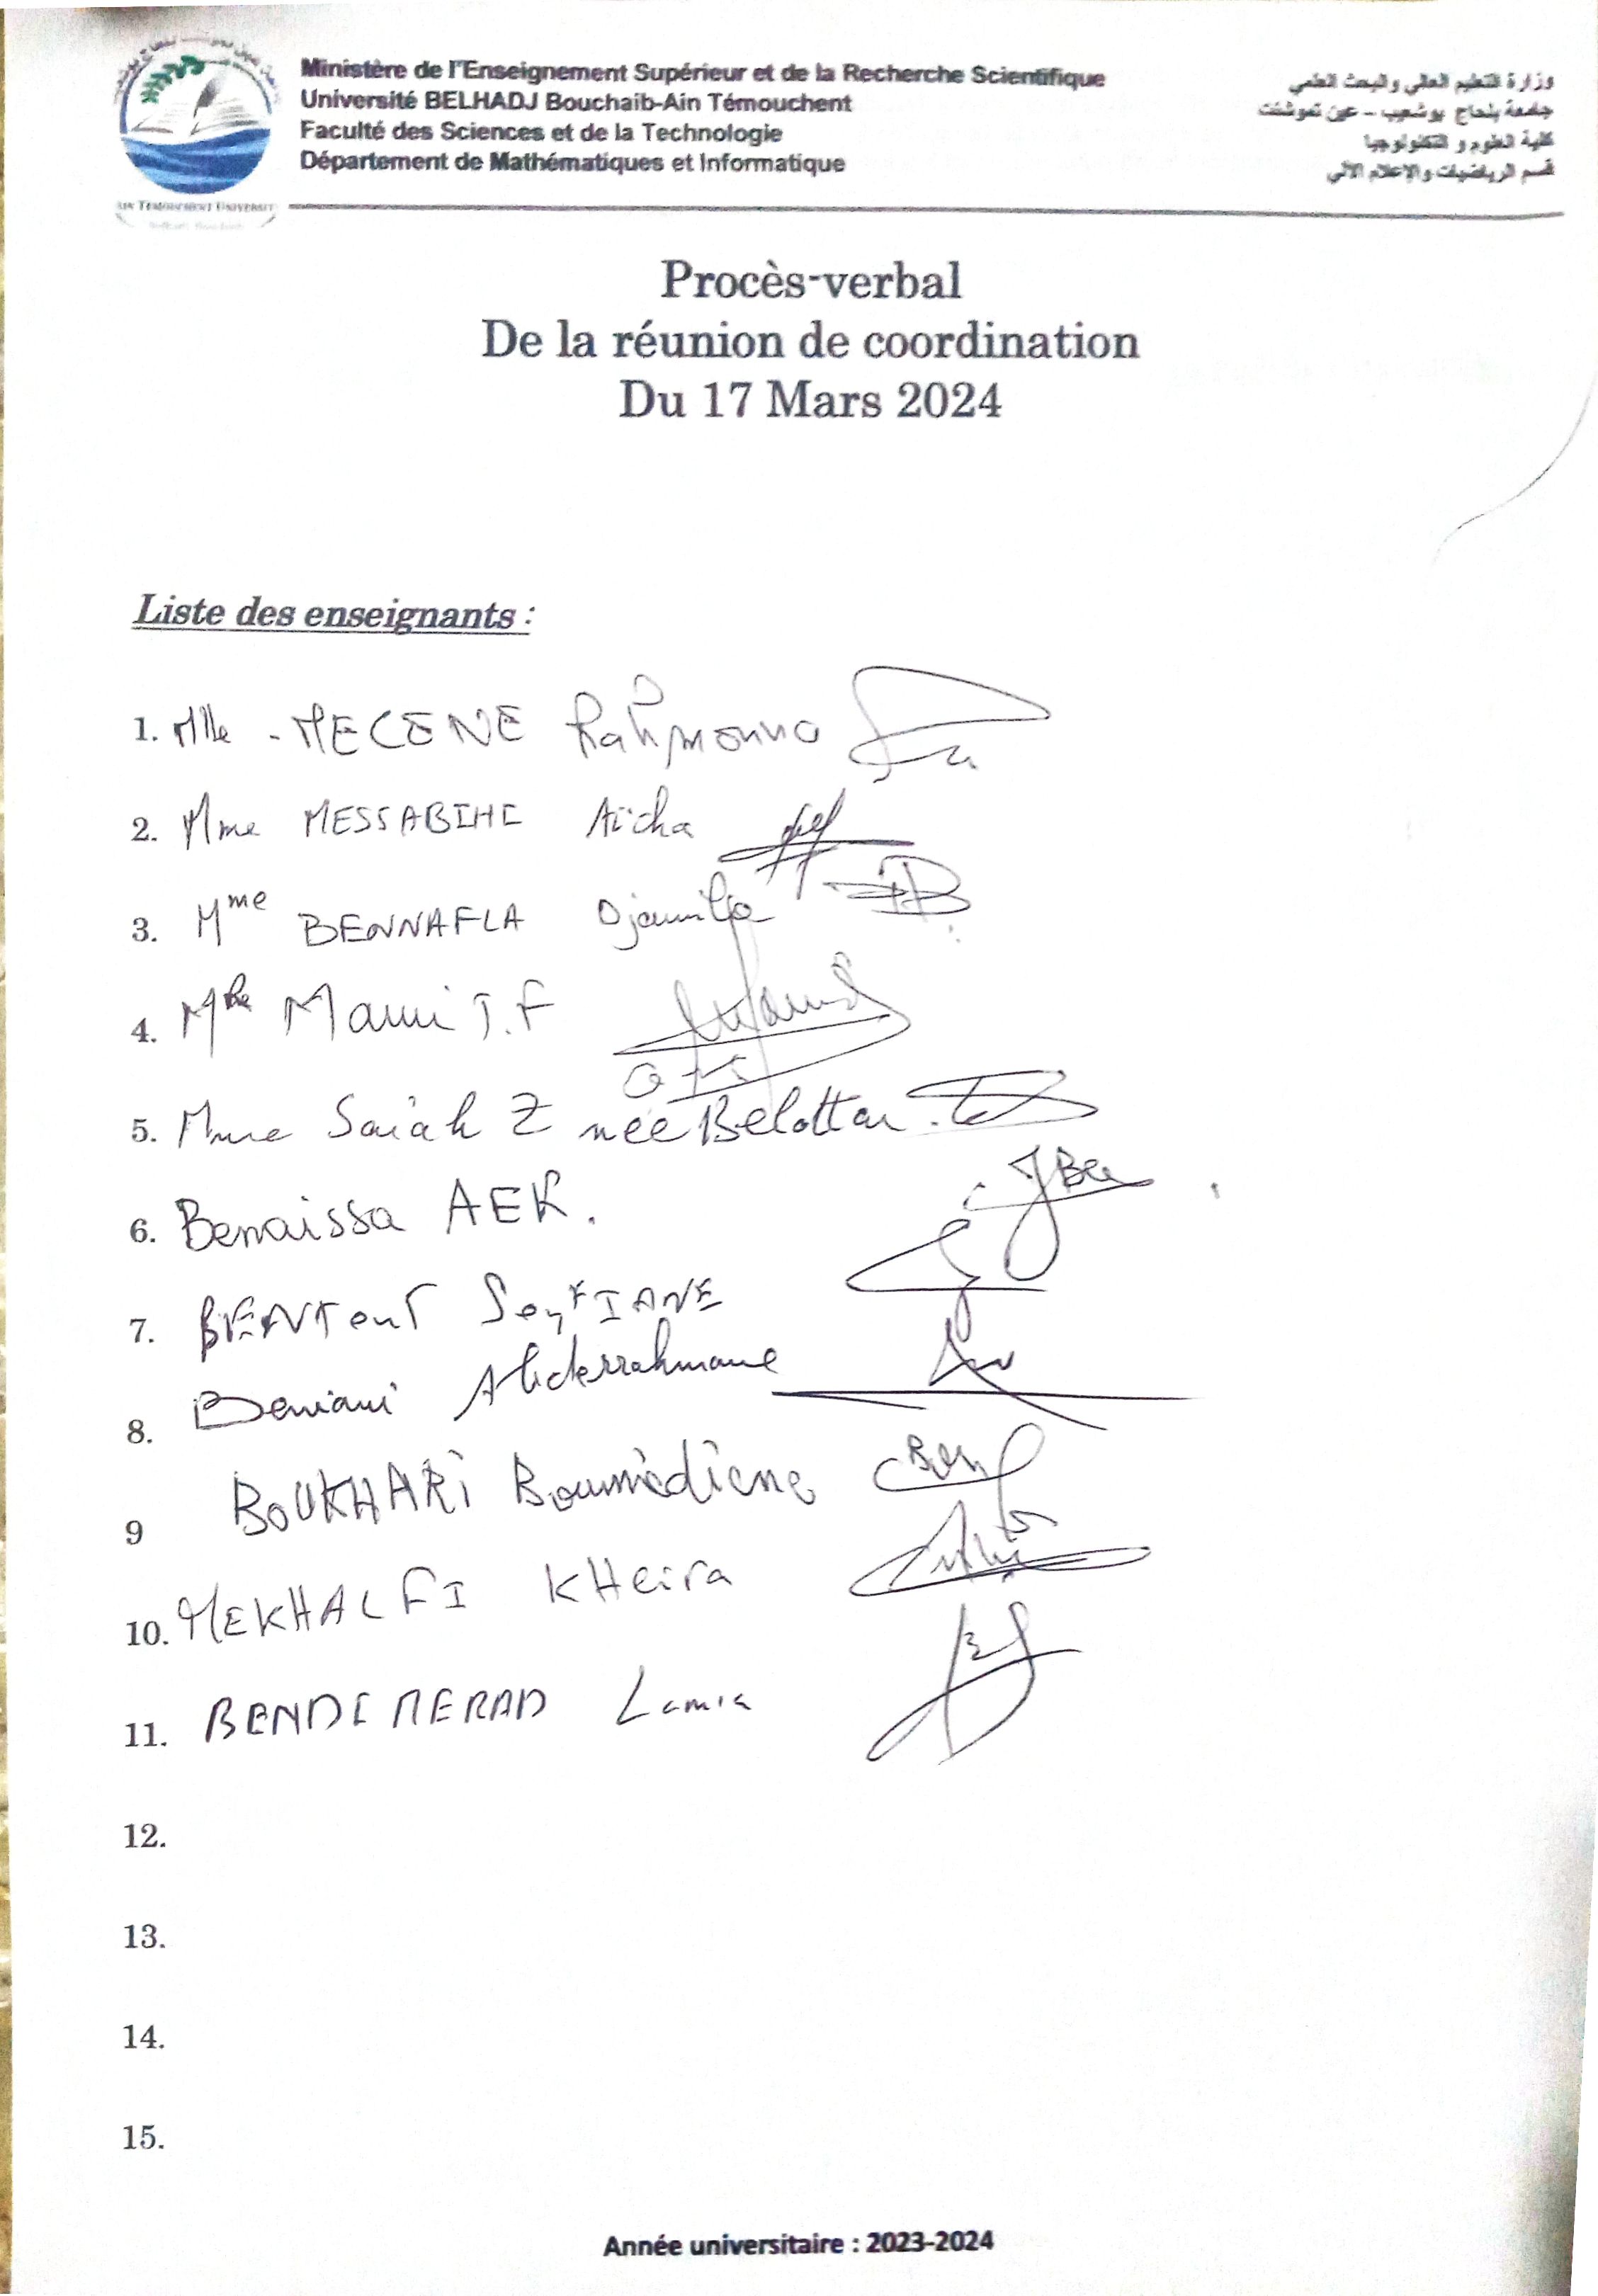 Ministère de l'Enseignement Supérieur et de la Recherche Scientifique
Université BELHADJ Bouchaib-Ain Témouchent
Faculté des Sciences et de la Technologie
Département de Mathématiques et Informatique
وزارة التعليم العالي والبحث العلمي
جامعة بلحاج بوشعيب – عين تموشنت
كلية العلوم و التكنولوجيا
قسم الرياضيات والإعلام الآلي
AIN TEMOUCHENT UNIVERSITY
Procès-verbal
De la réunion de coordination
Du 17 Mars 2024
Liste des enseignants :
1. Mlle - MECENE Rahmouna
2. Mme MESSABIHI Aïcha
3. Mme BENNAFLA Djamila
4. Mlle Mami T.F
5. Mme Saiah Z née Belottar
6. Benaissa AEK.
7. BENTOUT SoufIANE
8. Beniani Abderrahmane
9 BOUKHARI Boumèdiene
10. MEKHALFI KHeira
11. BENDIMERAD Lamia
12.
13.
14.
15.
Année universitaire : 2023-2024